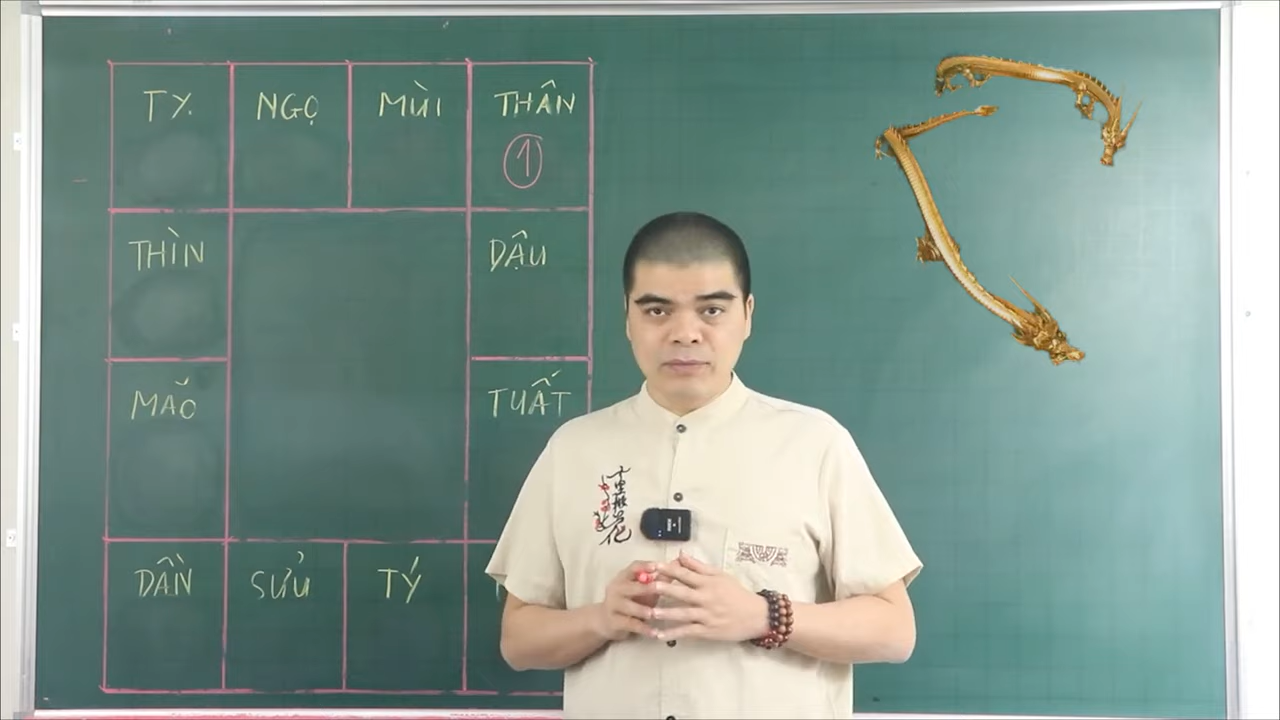 TỴ NGỌ MÙI THÂN
①
THÌN DẬU
MÃO TUẤT
DẦN SỬU TÝ